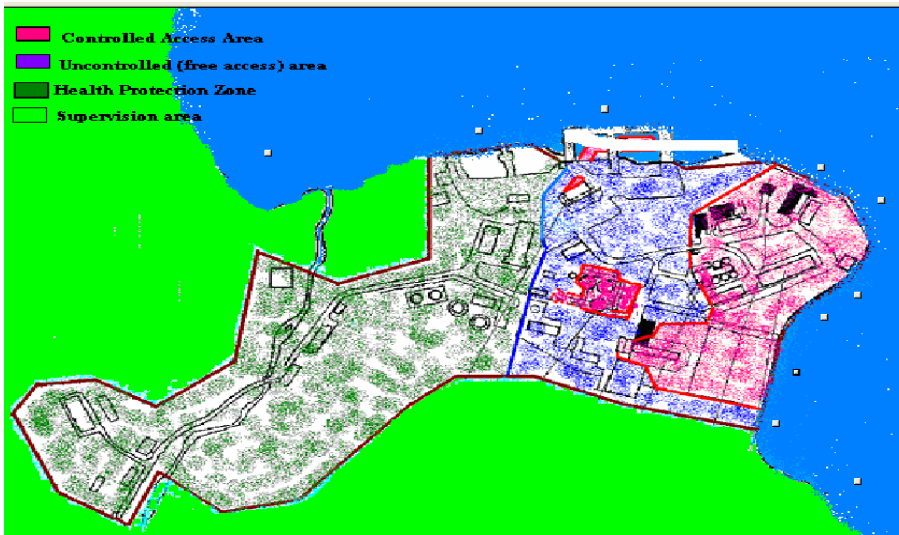 Controlled Access Area
Uncontrolled (free access) area
Health Protection Zone
Supervision area